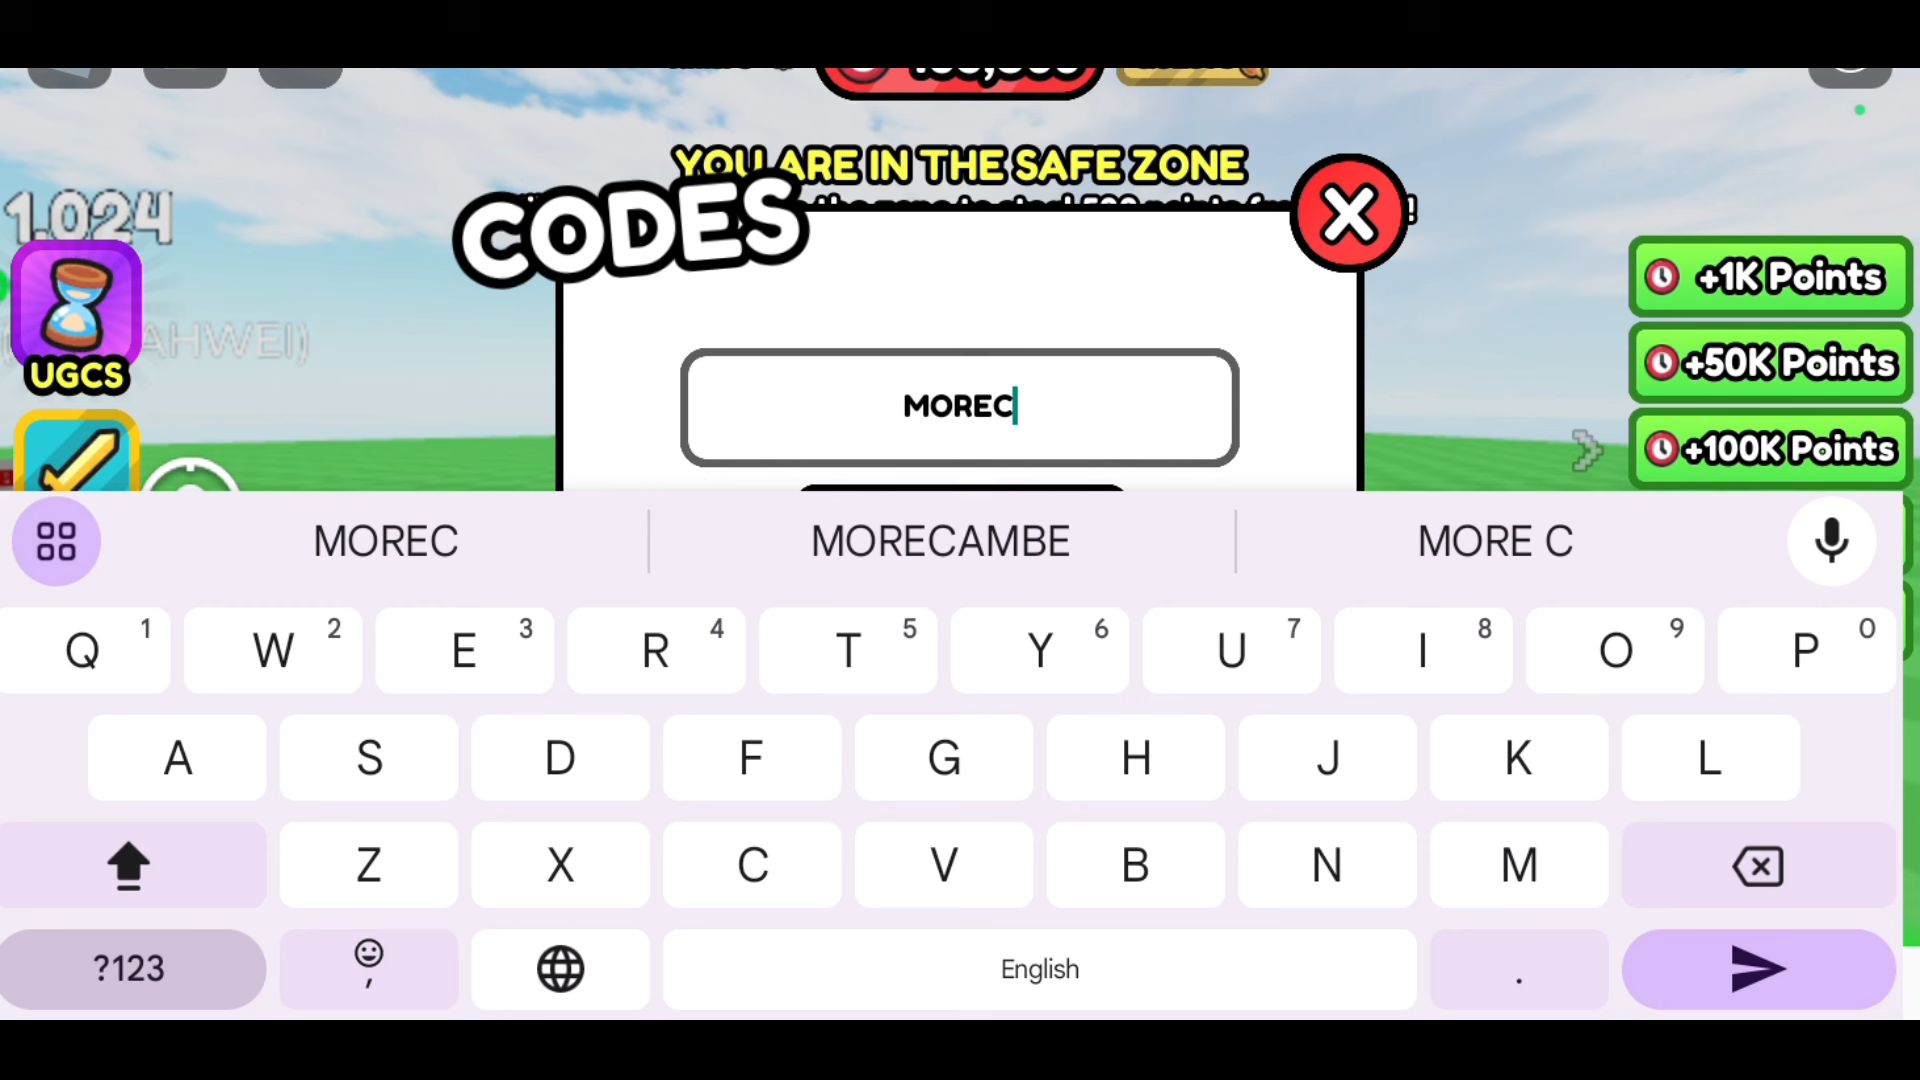 YOU ARE IN THE SAFE ZONE
CODES
1.024
UGCS
+1K Points
+50K Points
+100K Points
MOREC
MOREC MORECAMBE MORE C
Q 1 W 2 E 3 R 4 T 5 Y 6 U 7 I 8 O 9 P 0
A S D F G H J K L
Z X C V B N M
?123 , English .